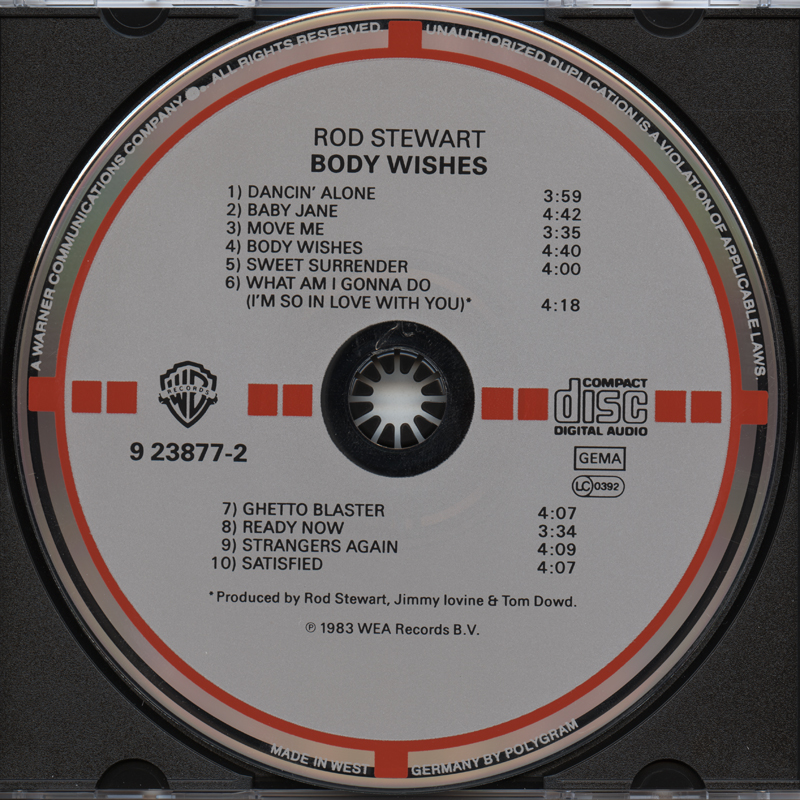 A WARNER COMMUNICATIONS COMPANY ALL RIGHTS RESERVED
UNAUTHORIZED DUPLICATION IS A VIOLATION OF APPLICABLE LAWS.
ROD STEWART
BODY WISHES
1) DANCIN' ALONE 3:59
2) BABY JANE 4:42
3) MOVE ME 3:35
4) BODY WISHES 4:40
5) SWEET SURRENDER 4:00
6) WHAT AM I GONNA DO
(I'M SO IN LOVE WITH YOU)* 4:18
W B
RECORDS
9 23877-2
COMPACT
disc
DIGITAL AUDIO
GEMA
LC 0392
7) GHETTO BLASTER 4:07
8) READY NOW 3:34
9) STRANGERS AGAIN 4:09
10) SATISFIED 4:07
*Produced by Rod Stewart, Jimmy Iovine & Tom Dowd.
℗ 1983 WEA Records B.V.
MADE IN WEST GERMANY BY POLYGRAM